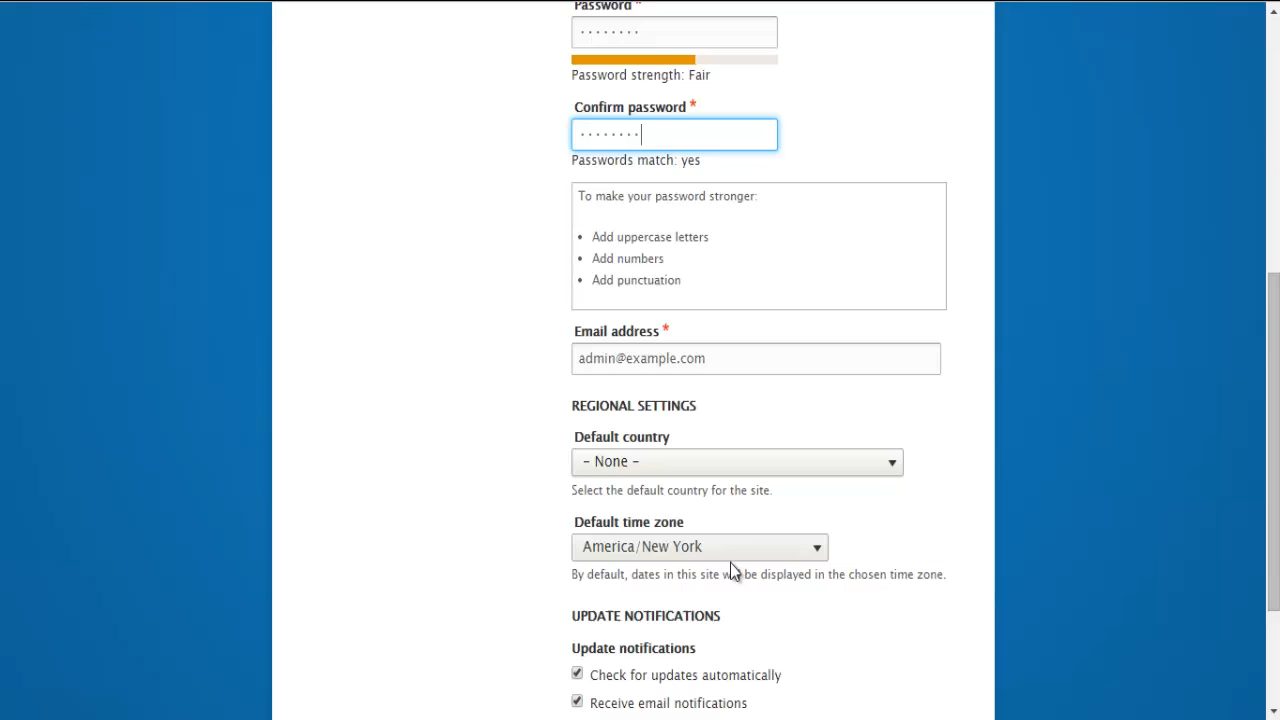 Password *
········
Password strength: Fair
Confirm password *
········
Passwords match: yes
To make your password stronger:
• Add uppercase letters
• Add numbers
• Add punctuation
Email address *
admin@example.com
REGIONAL SETTINGS
Default country
- None -
Select the default country for the site.
Default time zone
America/New York
By default, dates in this site will be displayed in the chosen time zone.
UPDATE NOTIFICATIONS
Update notifications
Check for updates automatically
Receive email notifications